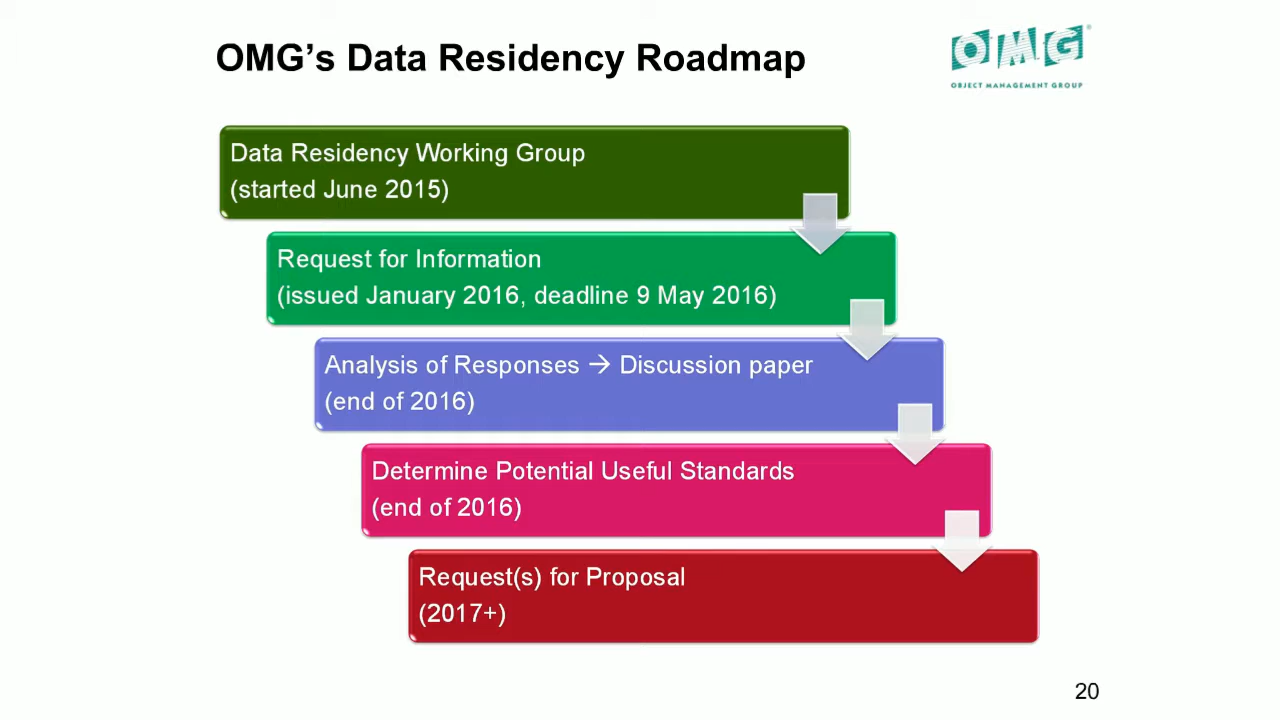 OMG's Data Residency Roadmap
OMG
OBJECT MANAGEMENT GROUP
Data Residency Working Group
(started June 2015)
Request for Information
(issued January 2016, deadline 9 May 2016)
Analysis of Responses → Discussion paper
(end of 2016)
Determine Potential Useful Standards
(end of 2016)
Request(s) for Proposal
(2017+)
20